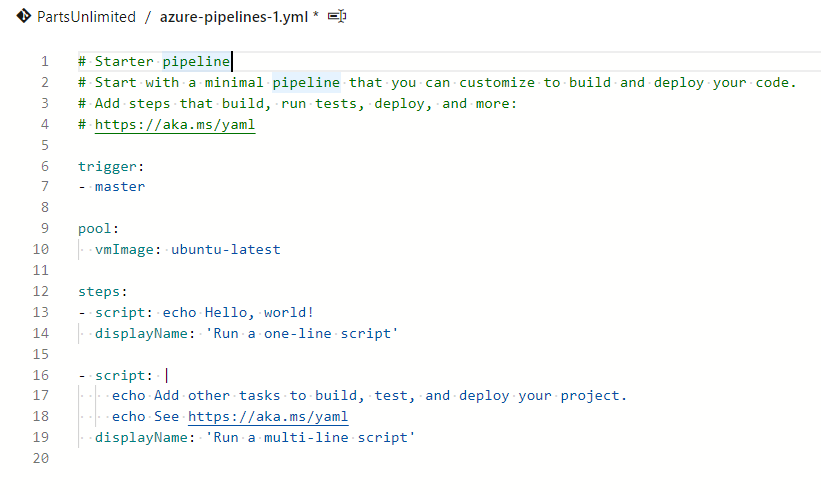 PartsUnlimited / azure-pipelines-1.yml *
1 # Starter pipeline
2 # Start with a minimal pipeline that you can customize to build and deploy your code.
3 # Add steps that build, run tests, deploy, and more:
4 # https://aka.ms/yaml
5
6 trigger:
7 - master
8
9 pool:
10   vmImage: ubuntu-latest
11
12 steps:
13 - script: echo Hello, world!
14   displayName: 'Run a one-line script'
15
16 - script: |
17     echo Add other tasks to build, test, and deploy your project.
18     echo See https://aka.ms/yaml
19   displayName: 'Run a multi-line script'
20